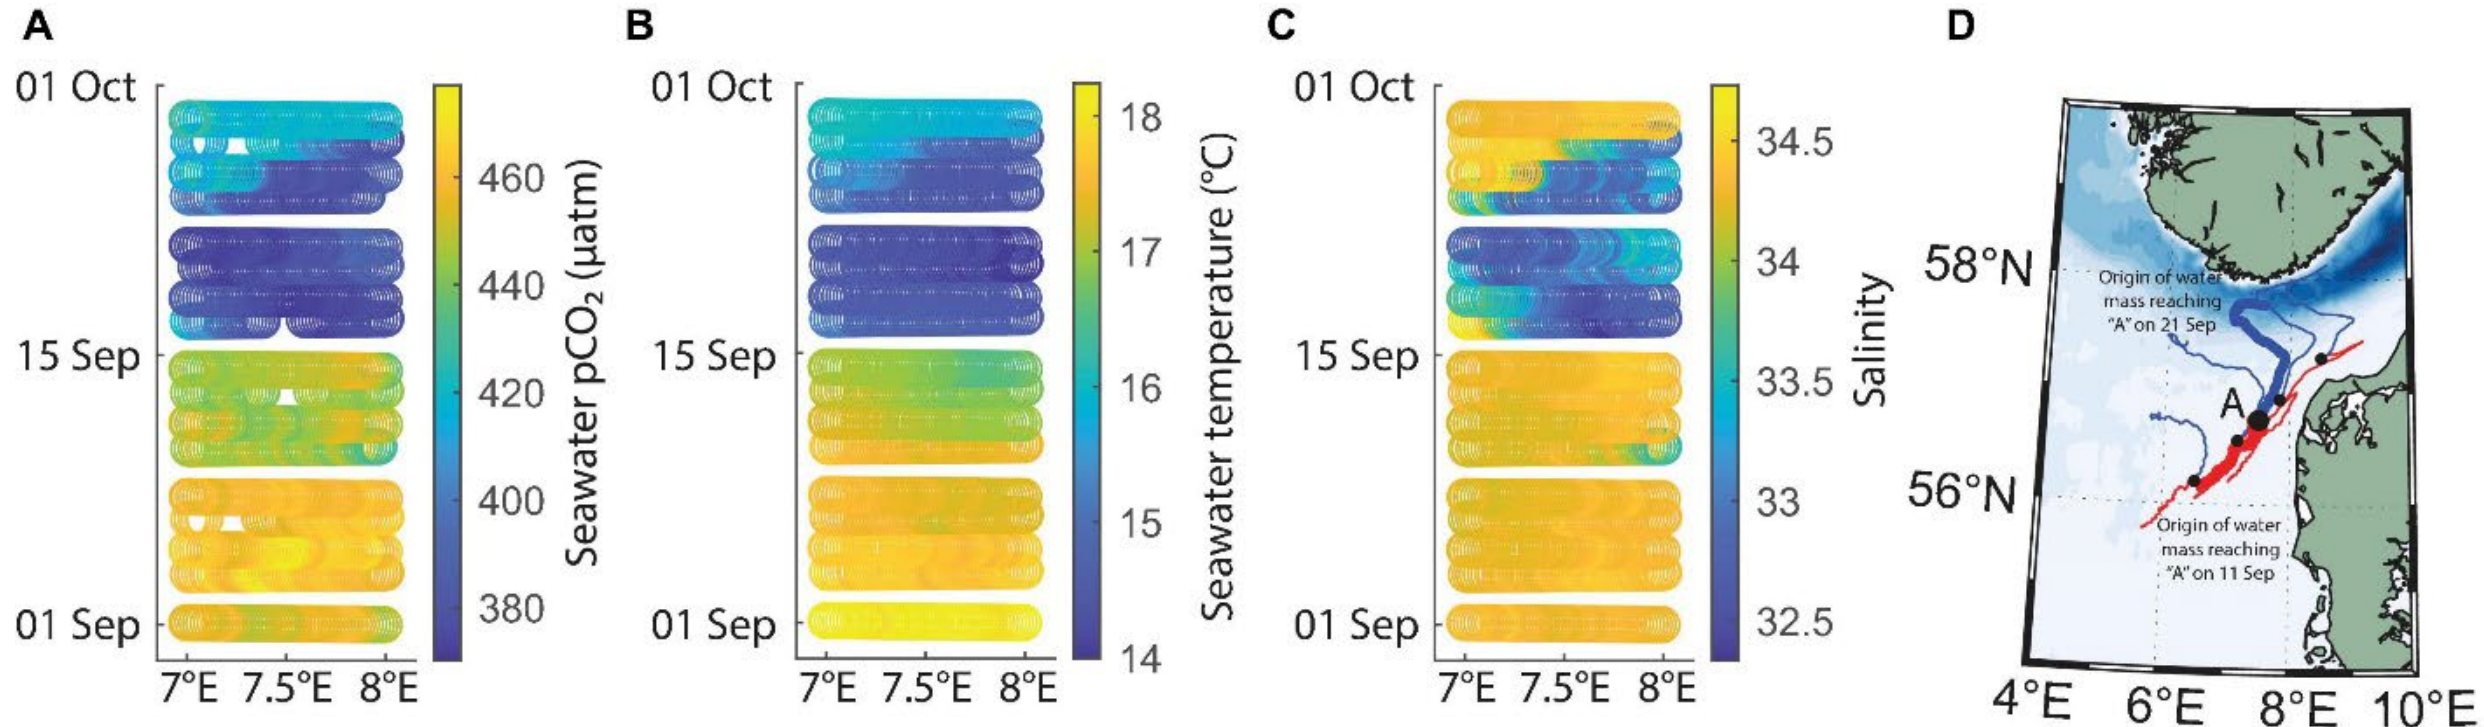 A
01 Oct
15 Sep
01 Sep
7°E 7.5°E 8°E
460
440
420
400
380
Seawater pCO₂ (µatm)
B
01 Oct
15 Sep
01 Sep
7°E 7.5°E 8°E
18
17
16
15
14
Seawater temperature (°C)
C
01 Oct
15 Sep
01 Sep
7°E 7.5°E 8°E
34.5
34
33.5
33
32.5
Salinity
D
58°N
56°N
Origin of water
mass reaching
"A" on 21 Sep
A
Origin of water
mass reaching
"A" on 11 Sep
4°E 6°E 8°E 10°E